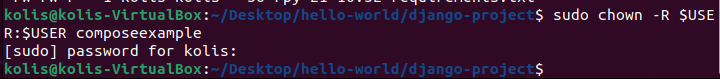 kolis@kolis-VirtualBox:~/Desktop/hello-world/django-project$ sudo chown -R $USE
R:$USER composeexample
[sudo] password for kolis:
kolis@kolis-VirtualBox:~/Desktop/hello-world/django-project$